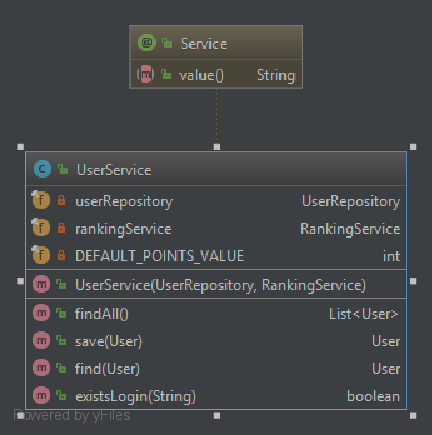 @ Service
m value() String
C UserService
f userRepository UserRepository
f rankingService RankingService
f DEFAULT_POINTS_VALUE int
m UserService(UserRepository, RankingService)
m findAll() List<User>
m save(User) User
m find(User) User
m existsLogin(String) boolean
Powered by yFiles